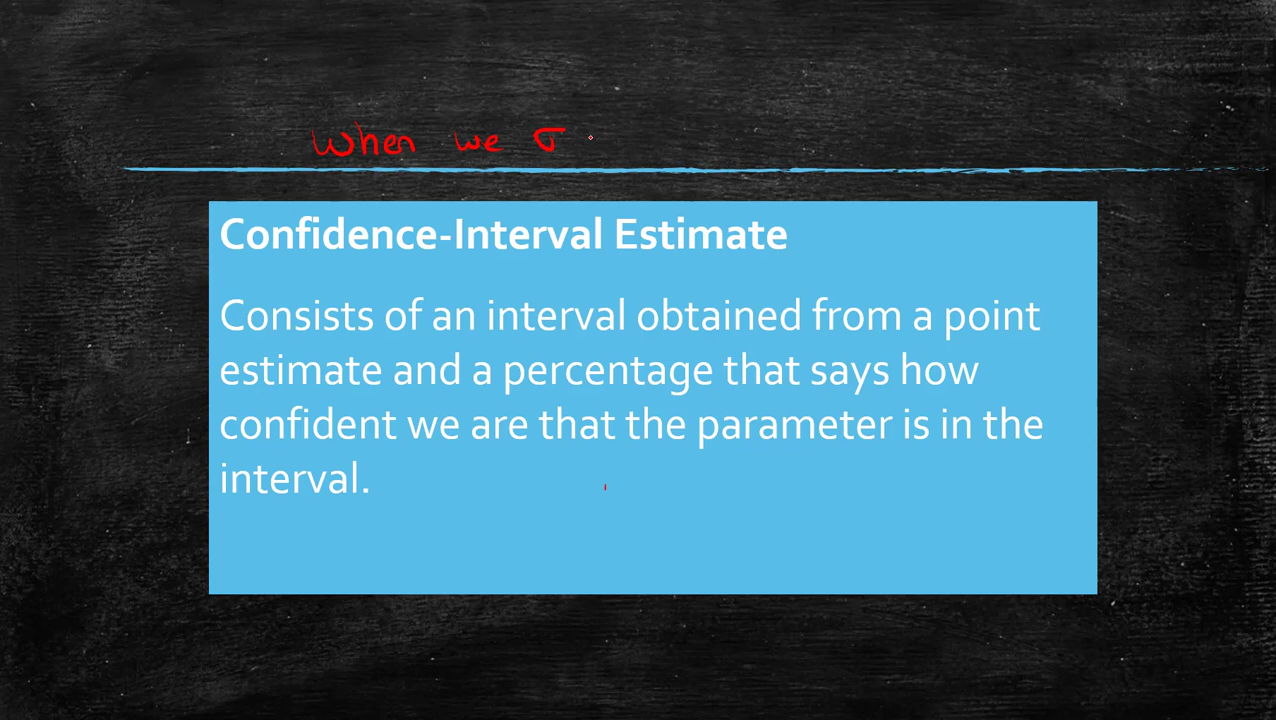 When we σ
Confidence-Interval Estimate
Consists of an interval obtained from a point
estimate and a percentage that says how
confident we are that the parameter is in the
interval.